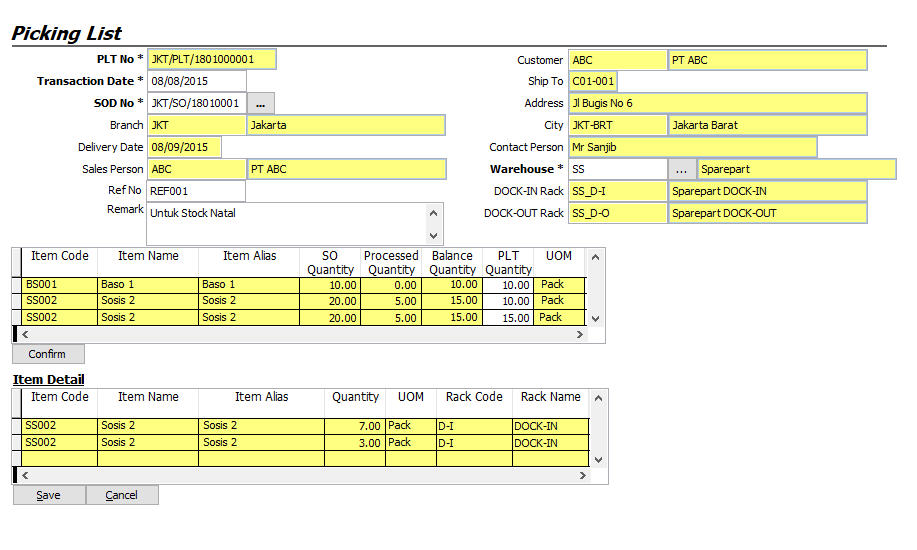 Picking List
PLT No * JKT/PLT/1801000001
Transaction Date * 08/08/2015
SOD No * JKT/SO/18010001 ...
Branch JKT Jakarta
Delivery Date 08/09/2015
Sales Person ABC PT ABC
Ref No REF001
Remark Untuk Stock Natal
Customer ABC PT ABC
Ship To C01-001
Address Jl Bugis No 6
City JKT-BRT Jakarta Barat
Contact Person Mr Sanjib
Warehouse * SS ... Sparepart
DOCK-IN Rack SS_D-I Sparepart DOCK-IN
DOCK-OUT Rack SS_D-O Sparepart DOCK-OUT
Item Code Item Name Item Alias SO Quantity Processed Quantity Balance Quantity PLT Quantity UOM
BS001 Baso 1 Baso 1 10.00 0.00 10.00 10.00 Pack
SS002 Sosis 2 Sosis 2 20.00 5.00 15.00 10.00 Pack
SS002 Sosis 2 Sosis 2 20.00 5.00 15.00 15.00 Pack
Confirm
Item Detail
Item Code Item Name Item Alias Quantity UOM Rack Code Rack Name
SS002 Sosis 2 Sosis 2 7.00 Pack D-I DOCK-IN
SS002 Sosis 2 Sosis 2 3.00 Pack D-I DOCK-IN
Save Cancel